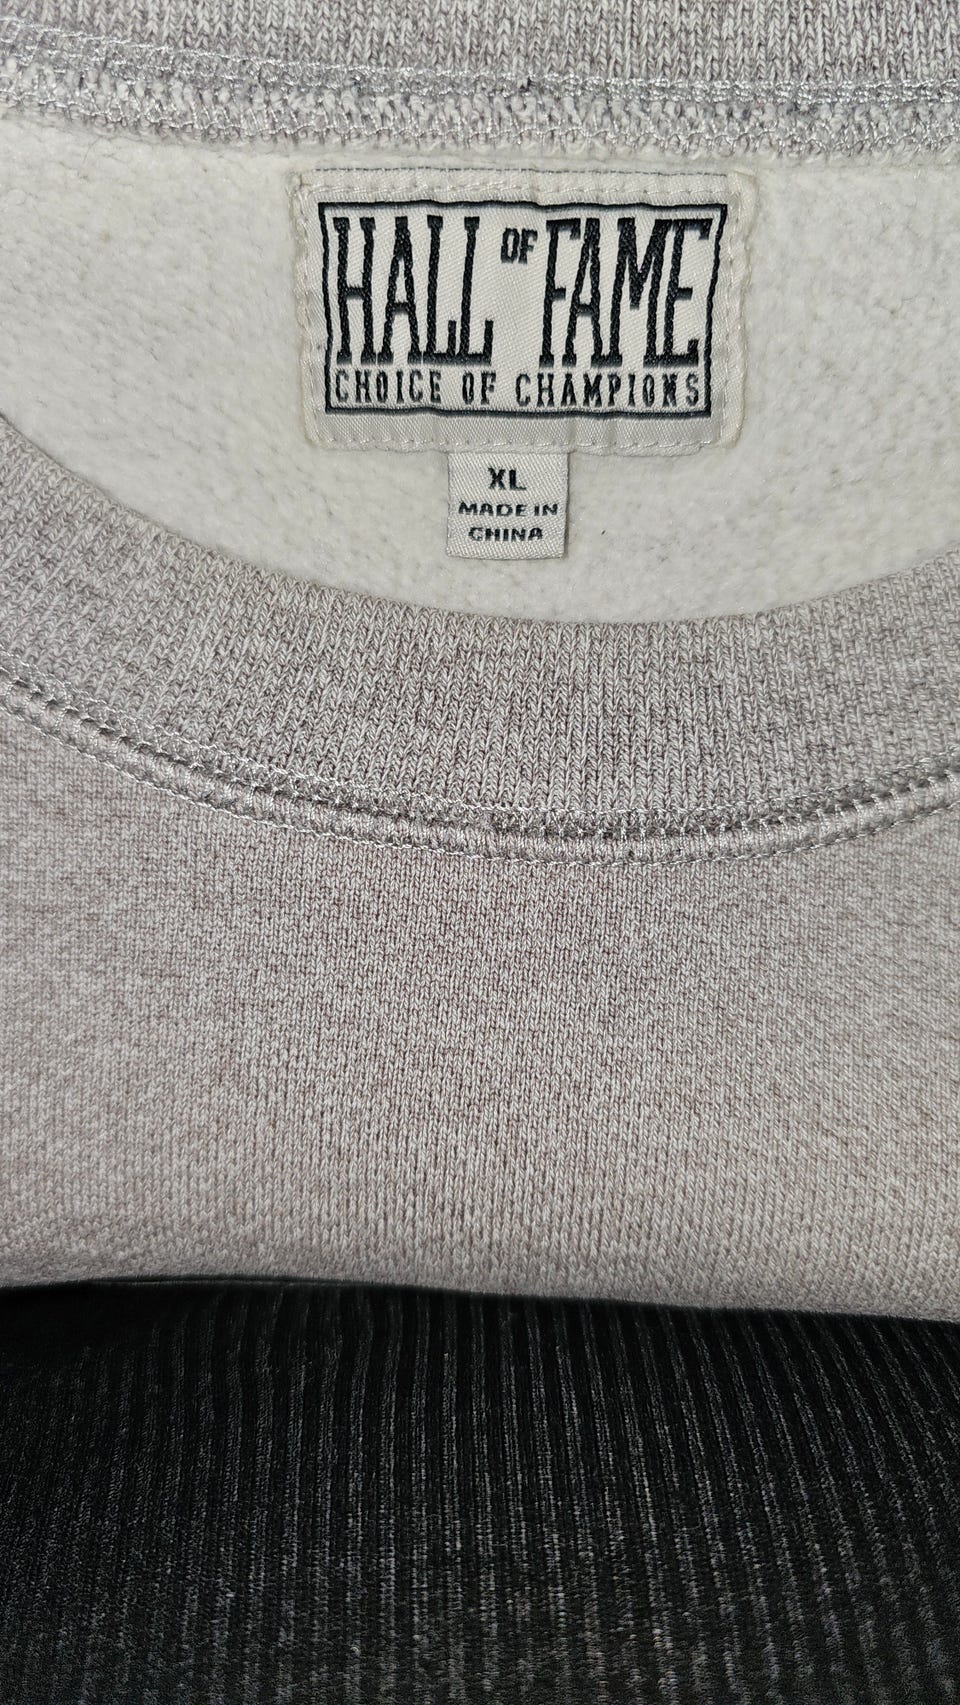 HALL OF FAME
CHOICE OF CHAMPIONS
XL
MADE IN
CHINA